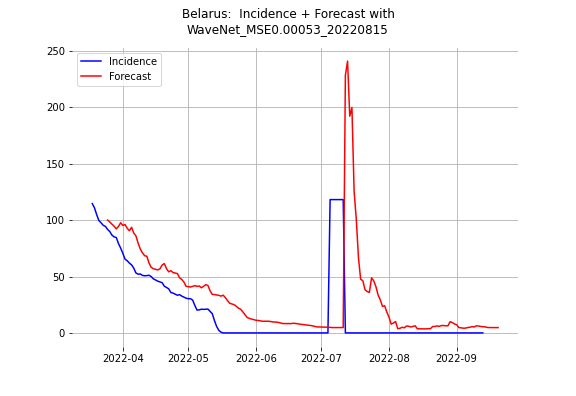 Belarus:  Incidence + Forecast with
WaveNet_MSE0.00053_20220815
Incidence
Forecast
250
200
150
100
50
0
2022-04 2022-05 2022-06 2022-07 2022-08 2022-09